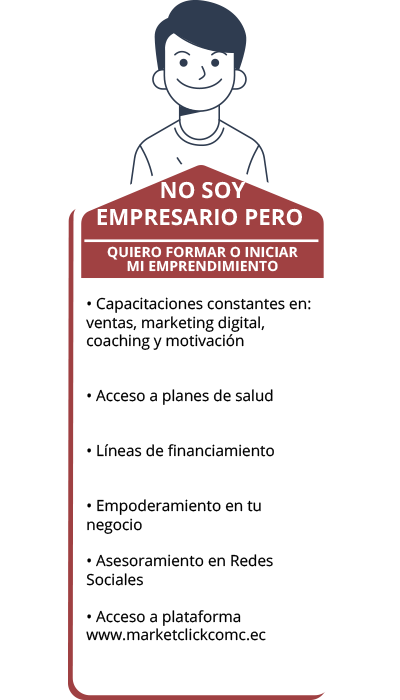 NO SOY
EMPRESARIO PERO
QUIERO FORMAR O INICIAR
MI EMPRENDIMIENTO
• Capacitaciones constantes en:
ventas, marketing digital,
coaching y motivación
• Acceso a planes de salud
• Líneas de financiamiento
• Empoderamiento en tu
negocio
• Asesoramiento en Redes
Sociales
• Acceso a plataforma
www.marketclickcomc.ec